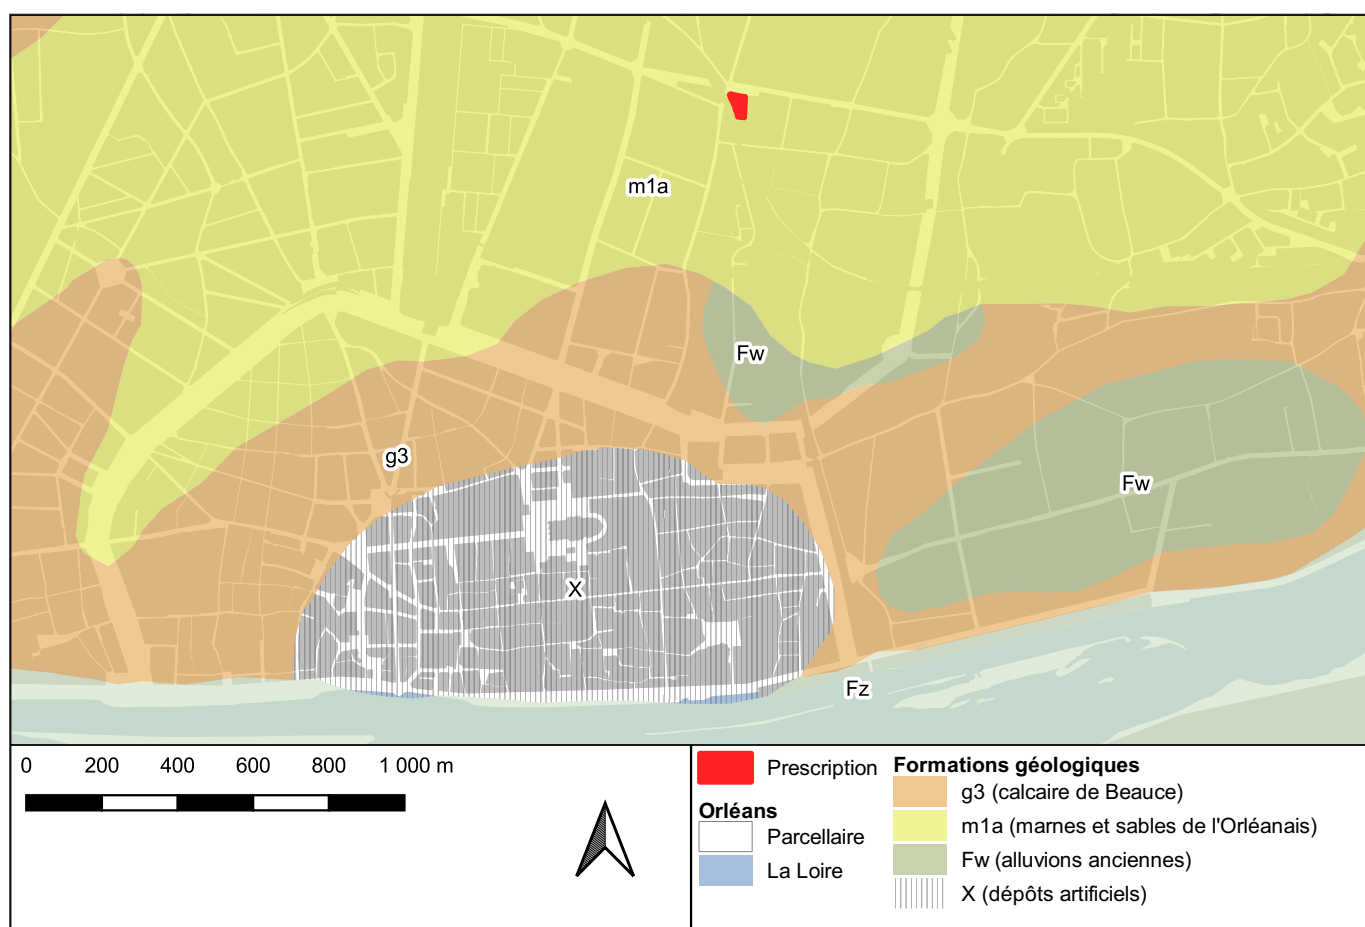 m1a
Fw
g3
Fw
X
Fz
0 200 400 600 800 1 000 m
Prescription
Orléans
Parcellaire
La Loire
Formations géologiques
g3 (calcaire de Beauce)
m1a (marnes et sables de l'Orléanais)
Fw (alluvions anciennes)
X (dépôts artificiels)